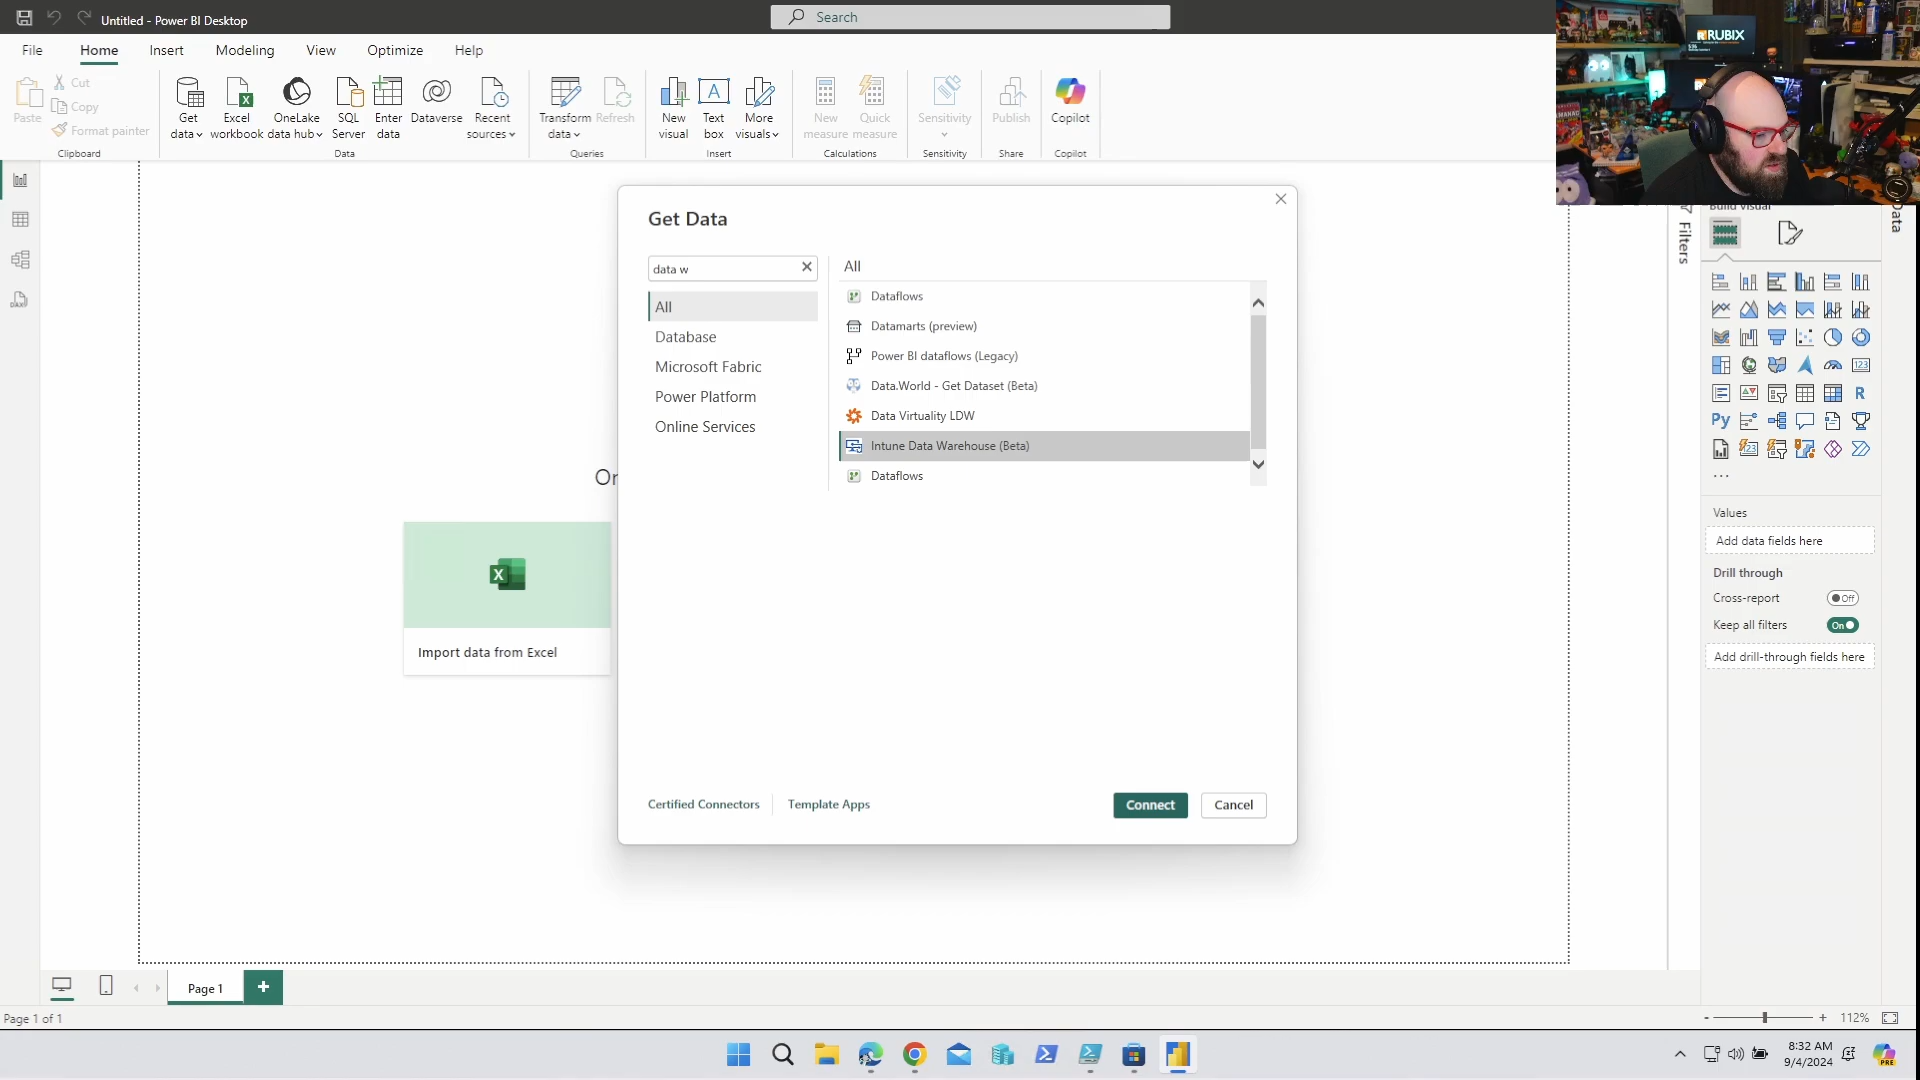 Untitled - Power BI Desktop
Search
File
Home
Insert
Modeling
View
Optimize
Help
Paste
Cut
Copy
Format painter
Clipboard
Get data
Excel workbook
OneLake data hub
SQL Server
Enter data
Dataverse
Recent sources
Data
Transform data
Refresh
Queries
New visual
Text box
More visuals
Insert
New measure
Quick measure
Calculations
Sensitivity
Sensitivity
Publish
Share
Copilot
Copilot
RUBIX
Get Data
data w
All
Database
Microsoft Fabric
Power Platform
Online Services
All
Dataflows
Datamarts (preview)
Power BI dataflows (Legacy)
Data.World - Get Dataset (Beta)
Data Virtuality LDW
Intune Data Warehouse (Beta)
Dataflows
Certified Connectors
Template Apps
Connect
Cancel
Or
Import data from Excel
Filters
Build visual
Data
R
Py
123
Values
Add data fields here
Drill through
Cross-report
Off
Keep all filters
On
Add drill-through fields here
Page 1
Page 1 of 1
- + 112%
8:32 AM
9/4/2024
PRE